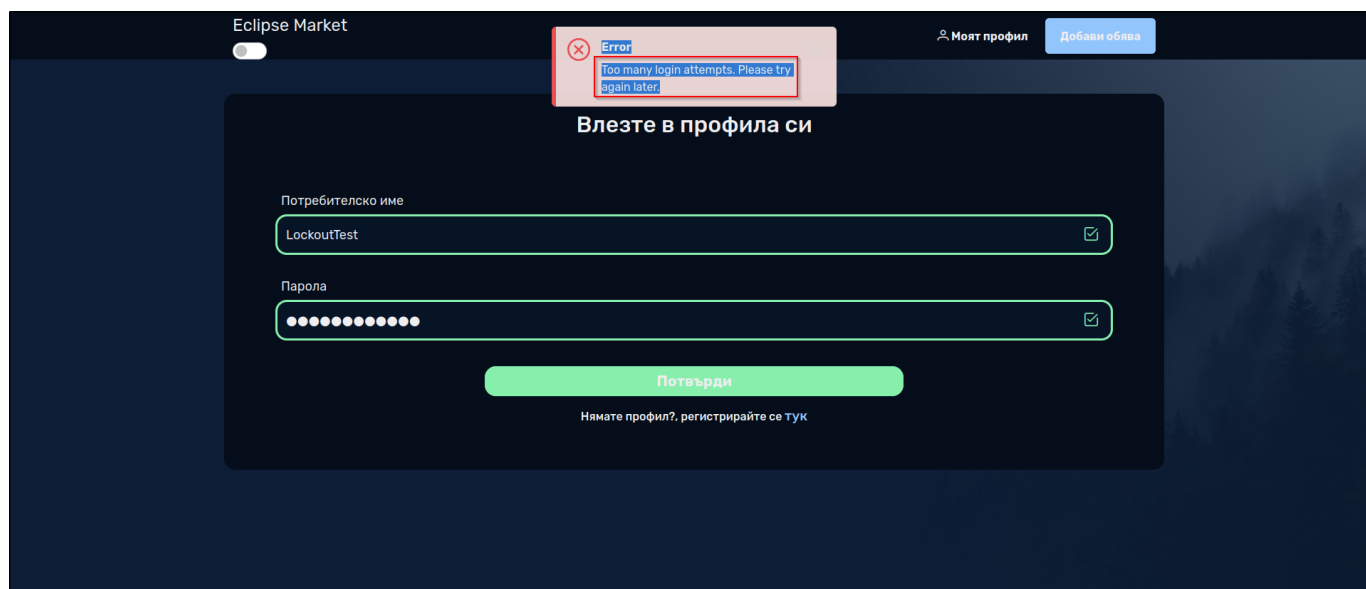 Eclipse Market
Моят профил
Добави обява
Error
Too many login attempts. Please try
again later.
Влезте в профила си
Потребителско име
LockoutTest
Парола
●●●●●●●●●●●●
Потвърди
Нямате профил?, регистрирайте се тук